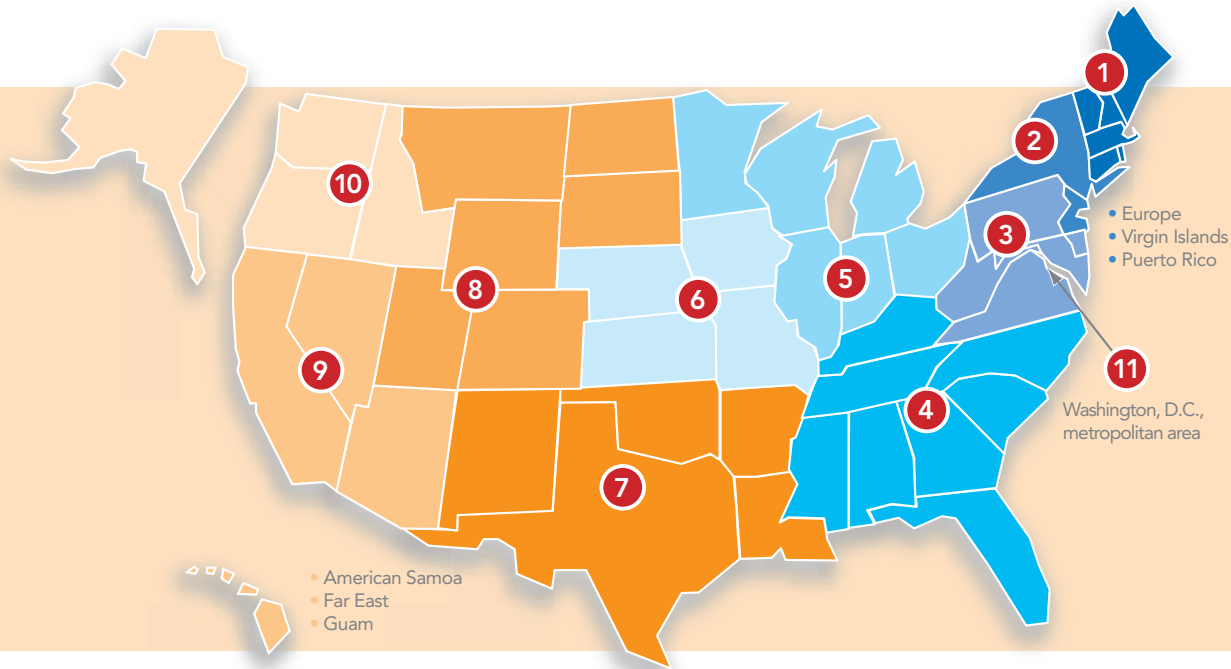 1
2
10
3
• Europe
• Virgin Islands
• Puerto Rico
5
8
6
9
11
4
Washington, D.C.,
metropolitan area
7
• American Samoa
• Far East
• Guam